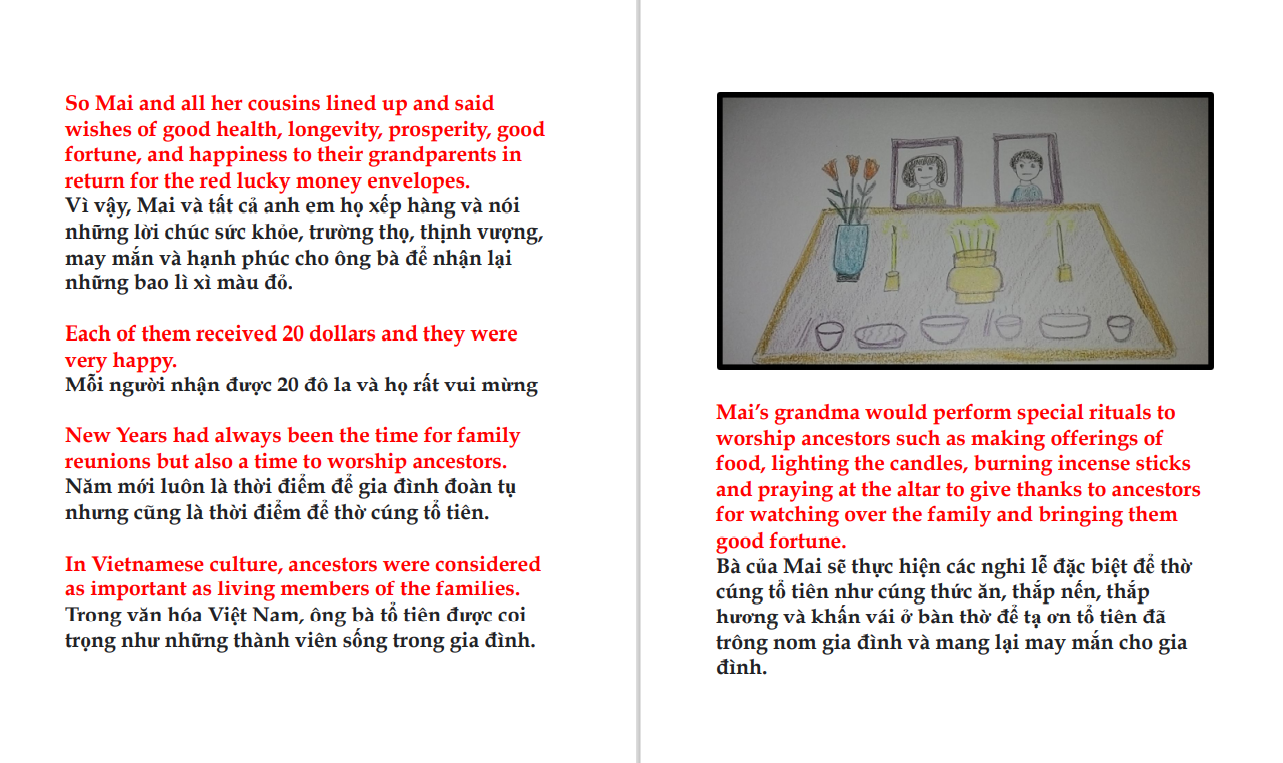 So Mai and all her cousins lined up and said
wishes of good health, longevity, prosperity, good
fortune, and happiness to their grandparents in
return for the red lucky money envelopes.
Vì vậy, Mai và tất cả anh em họ xếp hàng và nói
những lời chúc sức khỏe, trường thọ, thịnh vượng,
may mắn và hạnh phúc cho ông bà để nhận lại
những bao lì xì màu đỏ.
Each of them received 20 dollars and they were
very happy.
Mỗi người nhận được 20 đô la và họ rất vui mừng
New Years had always been the time for family
reunions but also a time to worship ancestors.
Năm mới luôn là thời điểm để gia đình đoàn tụ
nhưng cũng là thời điểm để thờ cúng tổ tiên.
In Vietnamese culture, ancestors were considered
as important as living members of the families.
Trong văn hóa Việt Nam, ông bà tổ tiên được coi
trọng như những thành viên sống trong gia đình.
Mai’s grandma would perform special rituals to
worship ancestors such as making offerings of
food, lighting the candles, burning incense sticks
and praying at the altar to give thanks to ancestors
for watching over the family and bringing them
good fortune.
Bà của Mai sẽ thực hiện các nghi lễ đặc biệt để thờ
cúng tổ tiên như cúng thức ăn, thắp nến, thắp
hương và khấn vái ở bàn thờ để tạ ơn tổ tiên đã
trông nom gia đình và mang lại may mắn cho gia
đình.